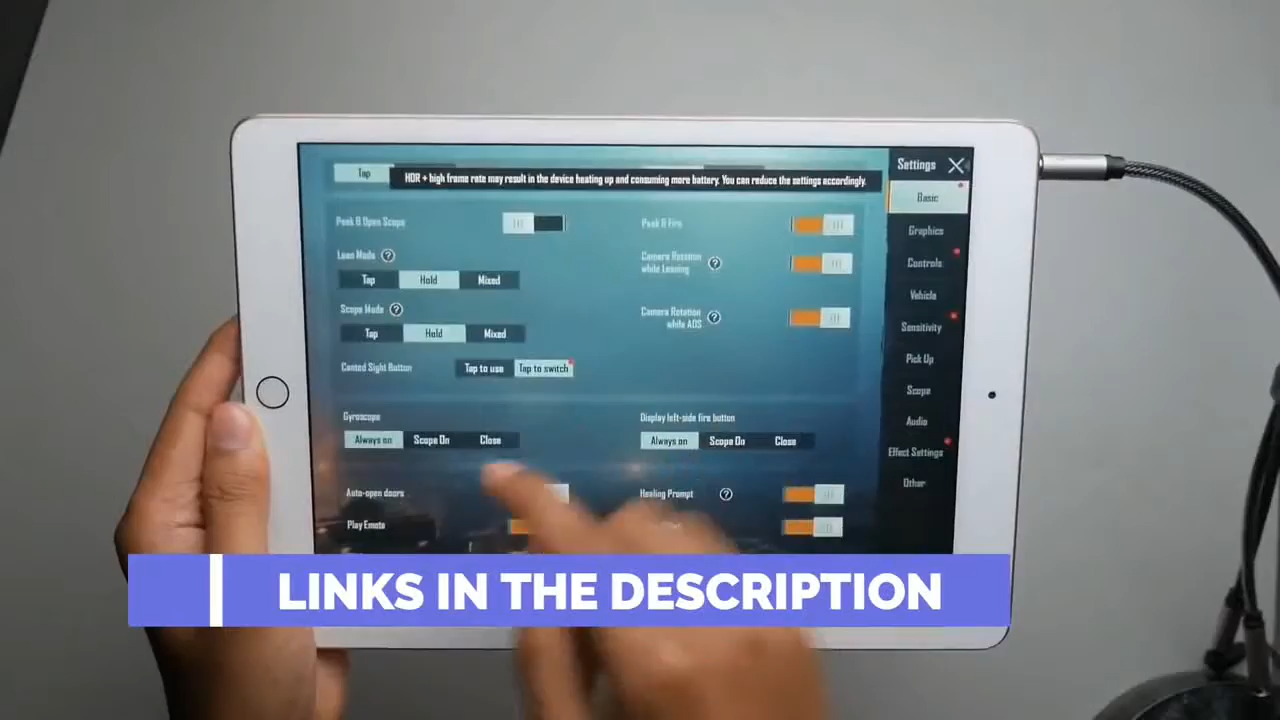 Settings
Tap
HDR + high frame rate may result in the device heating up and consuming more battery. You can reduce the settings accordingly.
Basic
Peek & Open Scope
Peek & Fire
Graphics
Lean Mode
Camera Rotation
while Leaning
Controls
Tap Hold Mixed
Vehicle
Scope Mode
Camera Rotation
while ADS
Sensitivity
Tap Hold Mixed
Pick Up
Canted Sight Button Tap to use Tap to switch
Scope
Gyroscope
Display left-side fire button
Audio
Always on Scope On Close
Always on Scope On Close
Effect Settings
Auto-open doors
Healing Prompt
Other
Play Emote
LINKS IN THE DESCRIPTION